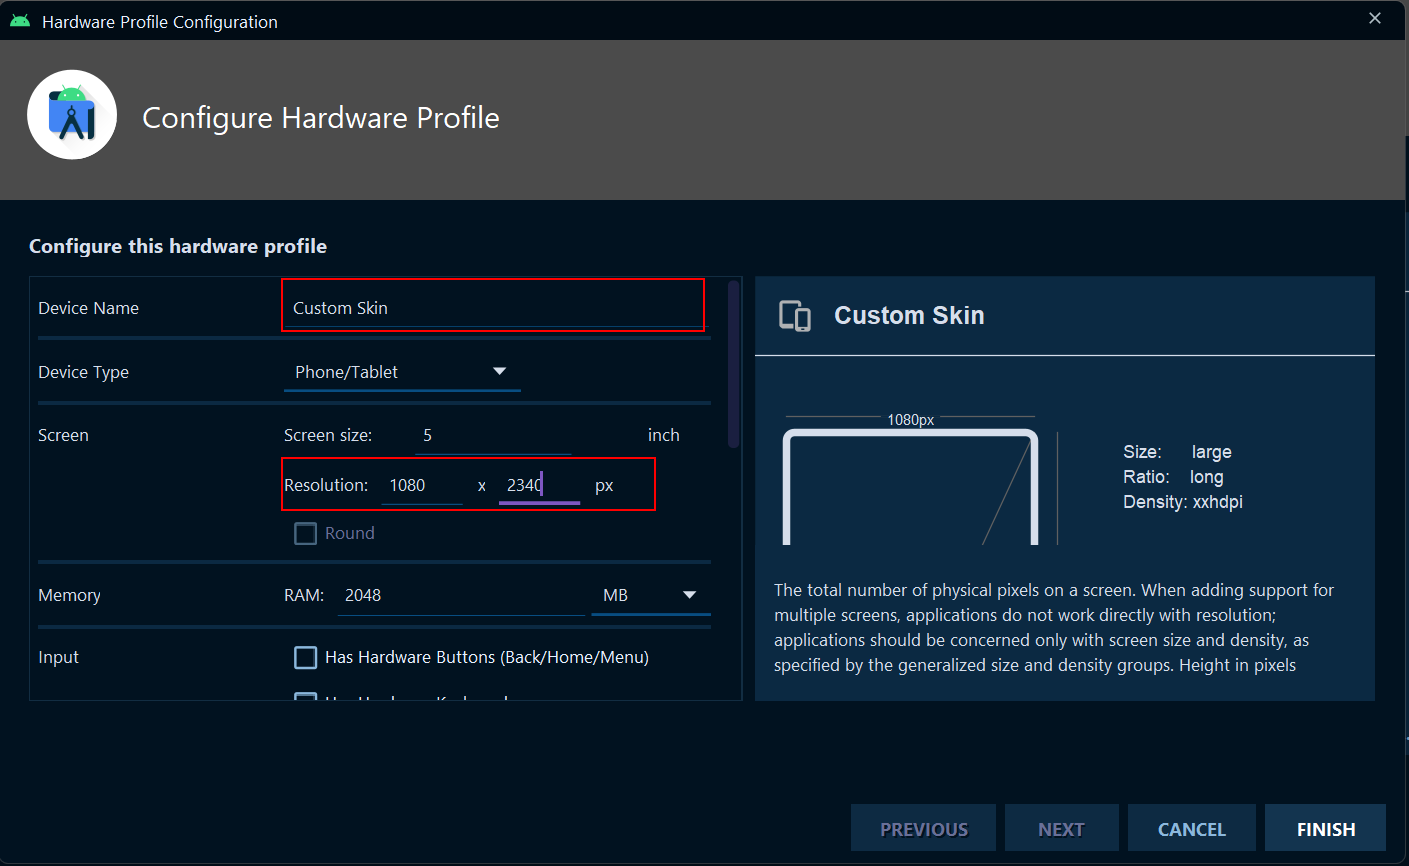 Hardware Profile Configuration
Configure Hardware Profile
Configure this hardware profile
Device Name Custom Skin
Device Type Phone/Tablet
Screen Screen size: 5 inch
Resolution: 1080 x 2340 px
Round
Memory RAM: 2048 MB
Input Has Hardware Buttons (Back/Home/Menu)
Custom Skin
1080px
Size: large
Ratio: long
Density: xxhdpi
The total number of physical pixels on a screen. When adding support for
multiple screens, applications do not work directly with resolution;
applications should be concerned only with screen size and density, as
specified by the generalized size and density groups. Height in pixels
PREVIOUS NEXT CANCEL FINISH